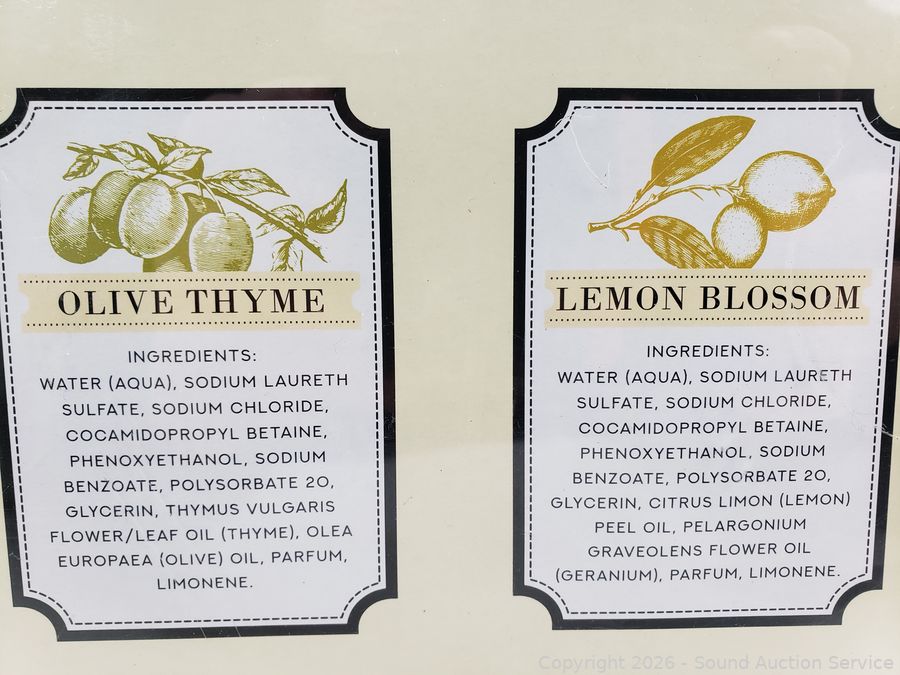 OLIVE THYME
INGREDIENTS:
WATER (AQUA), SODIUM LAURETH
SULFATE, SODIUM CHLORIDE,
COCAMIDOPROPYL BETAINE,
PHENOXYETHANOL, SODIUM
BENZOATE, POLYSORBATE 20,
GLYCERIN, THYMUS VULGARIS
FLOWER/LEAF OIL (THYME), OLEA
EUROPAEA (OLIVE) OIL, PARFUM,
LIMONENE.
LEMON BLOSSOM
INGREDIENTS:
WATER (AQUA), SODIUM LAURETH
SULFATE, SODIUM CHLORIDE,
COCAMIDOPROPYL BETAINE,
PHENOXYETHANOL, SODIUM
BENZOATE, POLYSORBATE 20,
GLYCERIN, CITRUS LIMON (LEMON)
PEEL OIL, PELARGONIUM
GRAVEOLENS FLOWER OIL
(GERANIUM), PARFUM, LIMONENE.
Copyright 2026 - Sound Auction Service